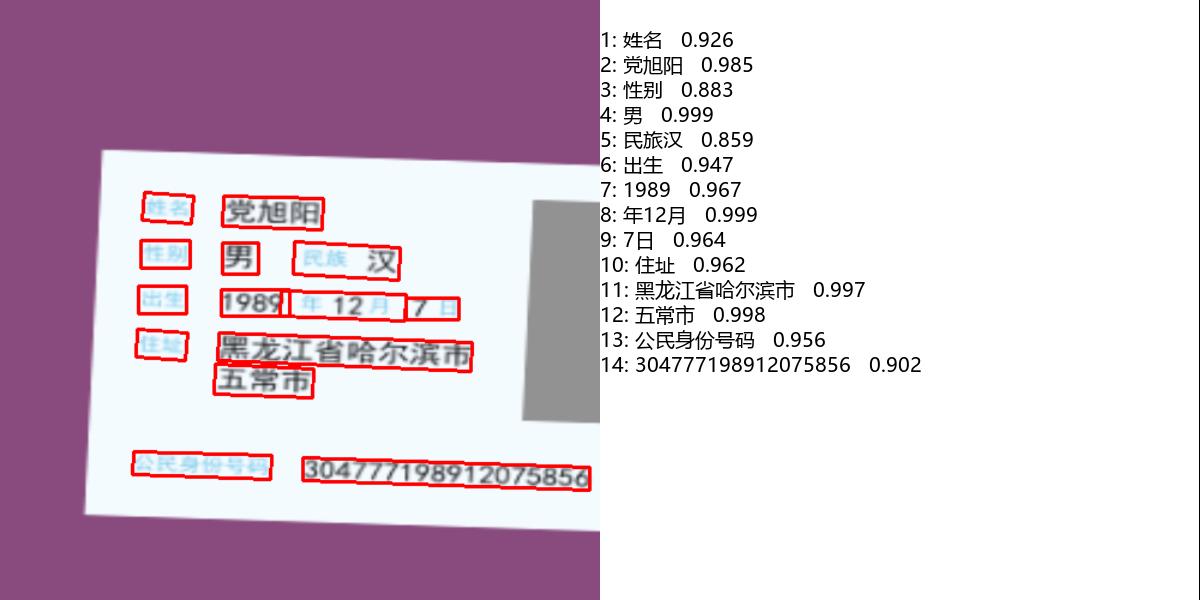 姓名 党旭阳
性别 男 民族 汉
出生 1989 年 12 月 7 日
住址 黑龙江省哈尔滨市
五常市
公民身份号码 304777198912075856
1: 姓名 0.926
2: 党旭阳 0.985
3: 性别 0.883
4: 男 0.999
5: 民旅汉 0.859
6: 出生 0.947
7: 1989 0.967
8: 年12月 0.999
9: 7日 0.964
10: 住址 0.962
11: 黑龙江省哈尔滨市 0.997
12: 五常市 0.998
13: 公民身份号码 0.956
14: 304777198912075856 0.902